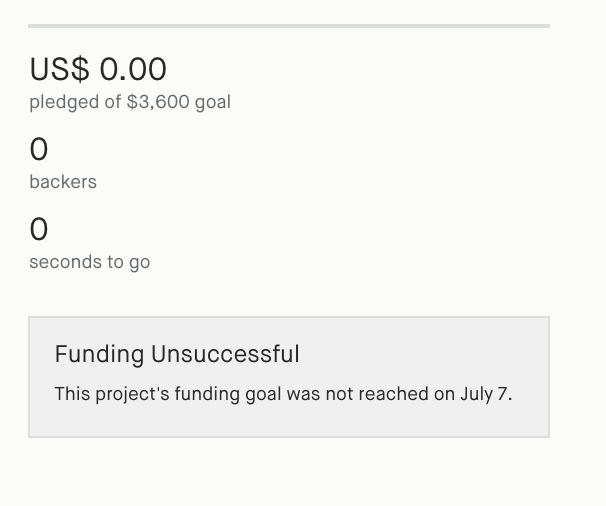 US$ 0.00
pledged of $3,600 goal
0
backers
0
seconds to go
Funding Unsuccessful
This project's funding goal was not reached on July 7.